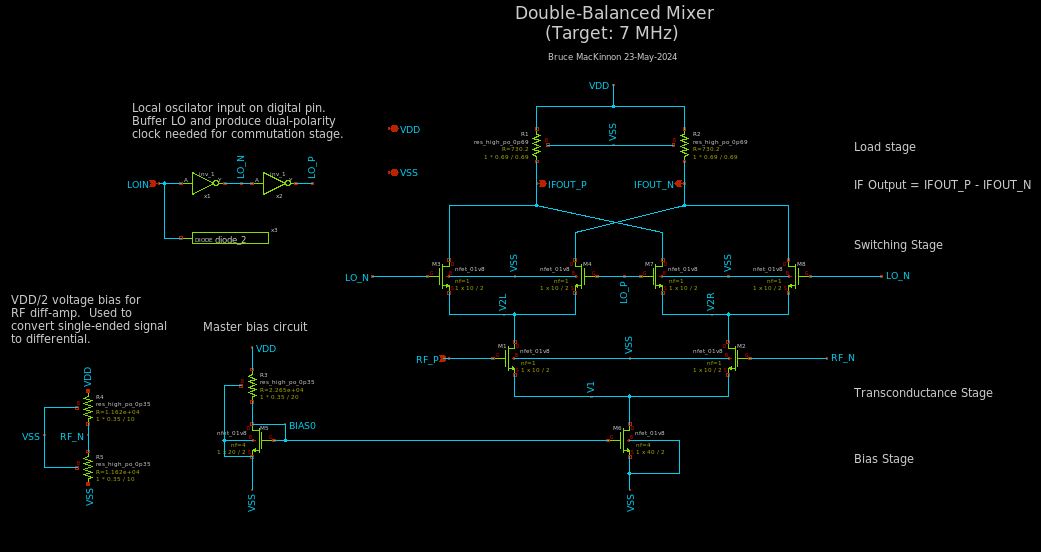 Double-Balanced Mixer
(Target: 7 MHz)
Bruce MacKinnon 23-May-2024
Local oscilator input on digital pin.
Buffer LO and produce dual-polarity
clock needed for commutation stage.
LOIN
inv_1
x1
LO_N
inv_1
x2
LO_P
DIODE diode_2
x3
VDD
VSS
VDD
VSS
R1
res_high_po_0p69
R=730.2
1 * 0.69 / 0.69
R2
res_high_po_0p69
R=730.2
1 * 0.69 / 0.69
Load stage
IFOUT_P
IFOUT_N
IF Output = IFOUT_P - IFOUT_N
Switching Stage
LO_N
M3
nfet_01v8
nf=1
1 x 10 / 2
VSS
M4
nfet_01v8
nf=1
1 x 10 / 2
LO_P
M7
nfet_01v8
nf=1
1 x 10 / 2
VSS
M8
nfet_01v8
nf=1
1 x 10 / 2
LO_N
V2L
V2R
RF_P
M1
nfet_01v8
nf=1
1 x 10 / 2
VSS
M2
nfet_01v8
nf=1
1 x 10 / 2
RF_N
V1
Transconductance Stage
VDD/2 voltage bias for
RF diff-amp.  Used to
convert single-ended signal
to differential.
Master bias circuit
VDD
R4
res_high_po_0p35
R=1.162e+04
1 * 0.35 / 10
VSS
RF_N
R5
res_high_po_0p35
R=1.162e+04
1 * 0.35 / 10
VSS
VDD
R3
res_high_po_0p35
R=2.265e+04
1 * 0.35 / 20
BIAS0
M5
nfet_01v8
nf=4
1 x 20 / 2
VSS
M6
nfet_01v8
nf=4
1 x 40 / 2
VSS
Bias Stage